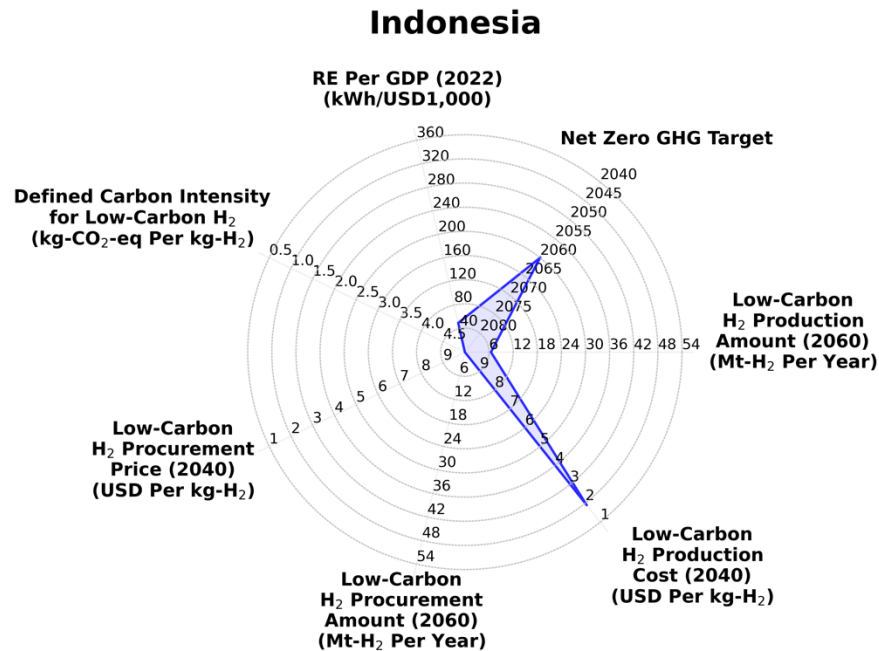 Indonesia
RE Per GDP (2022)
(kWh/USD1,000)
360
320
280
240
200
160
120
80
40
Net Zero GHG Target
2040
2045
2050
2055
2060
2065
2070
2075
2080
Defined Carbon Intensity
for Low-Carbon H₂
(kg-CO₂-eq Per kg-H₂)
0.5
1.0
1.5
2.0
2.5
3.0
3.5
4.0
4.5
Low-Carbon
H₂ Production
Amount (2060)
(Mt-H₂ Per Year)
6 12 18 24 30 36 42 48 54
Low-Carbon
H₂ Procurement
Price (2040)
(USD Per kg-H₂)
1 2 3 4 5 6 7 8 9
Low-Carbon
H₂ Production
Cost (2040)
(USD Per kg-H₂)
9
8
7
6
5
4
3
2
1
6
12
18
24
30
36
42
48
54
Low-Carbon
H₂ Procurement
Amount (2060)
(Mt-H₂ Per Year)